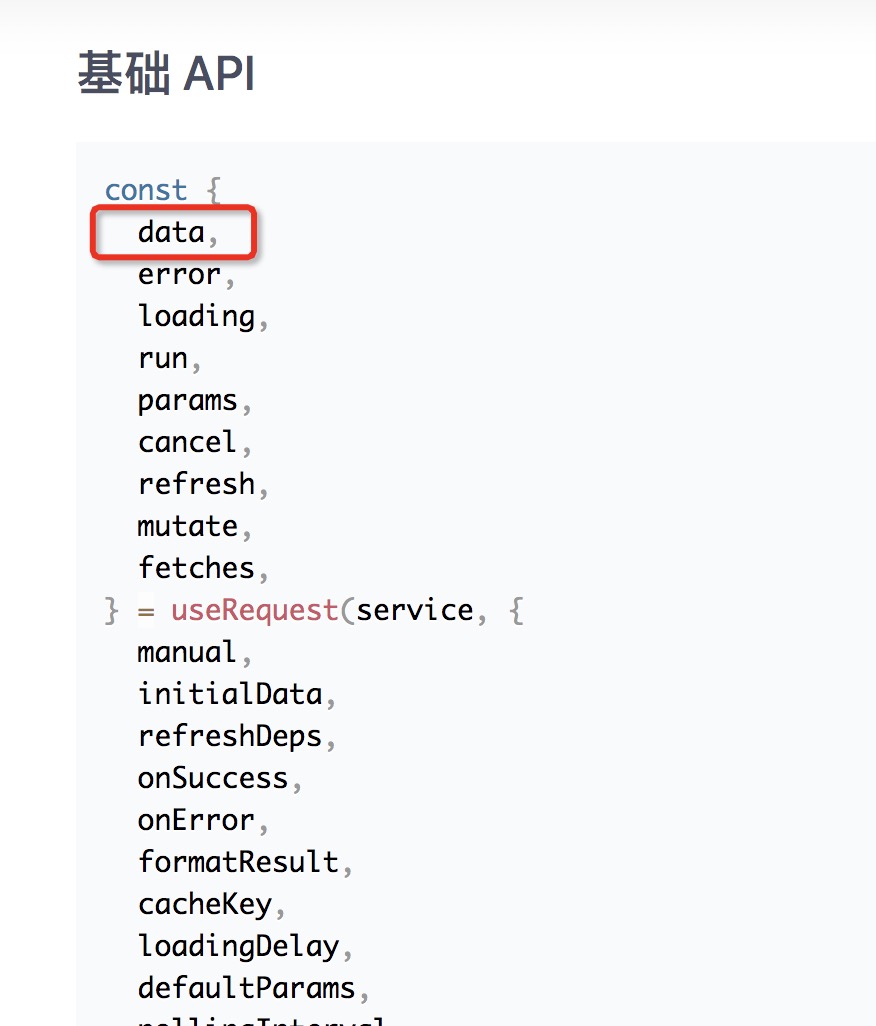 基础 API
const {
data,
error,
loading,
run,
params,
cancel,
refresh,
mutate,
fetches,
} = useRequest(service, {
manual,
initialData,
refreshDeps,
onSuccess,
onError,
formatResult,
cacheKey,
loadingDelay,
defaultParams,
pollingInterval